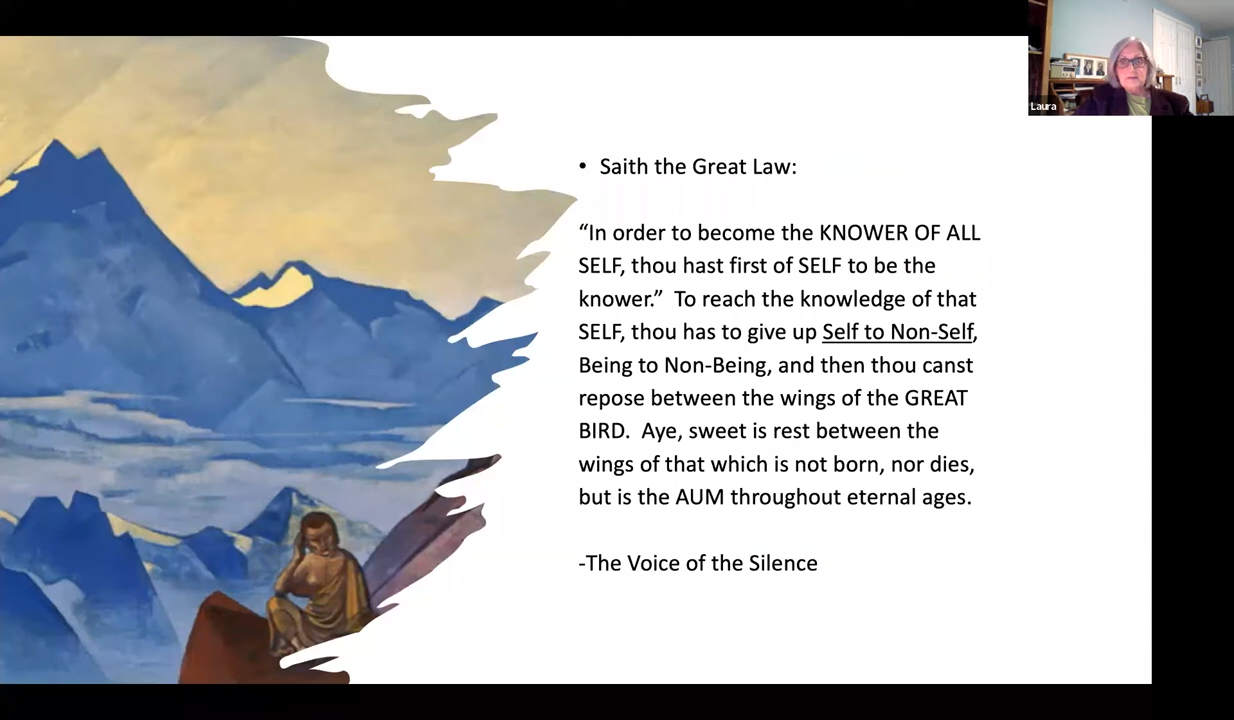 Laura
• Saith the Great Law:
“In order to become the KNOWER OF ALL
SELF, thou hast first of SELF to be the
knower.”  To reach the knowledge of that
SELF, thou has to give up Self to Non-Self,
Being to Non-Being, and then thou canst
repose between the wings of the GREAT
BIRD.  Aye, sweet is rest between the
wings of that which is not born, nor dies,
but is the AUM throughout eternal ages.
-The Voice of the Silence